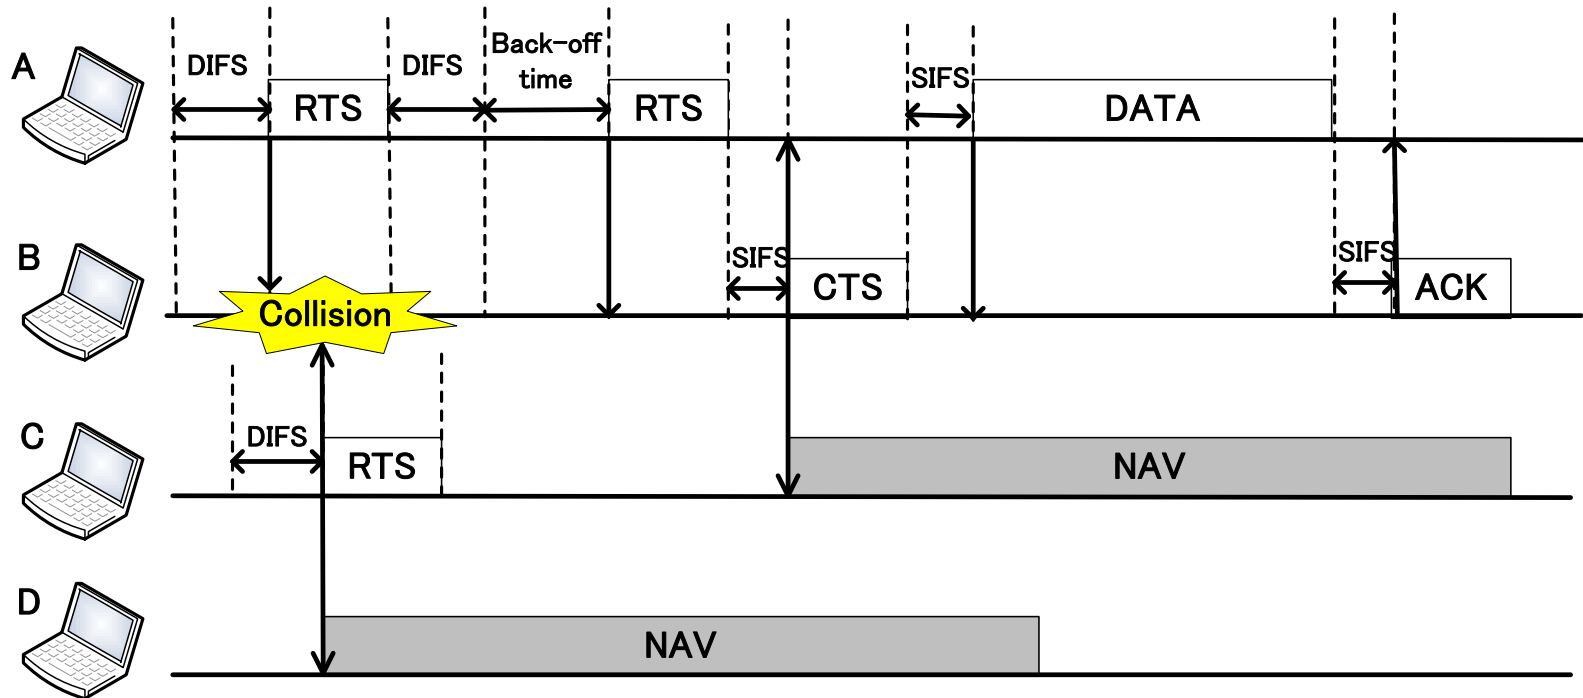 A
DIFS
RTS
DIFS
Back-off
time
RTS
SIFS
DATA
B
Collision
SIFS
CTS
SIFS
ACK
C
DIFS
RTS
NAV
D
NAV